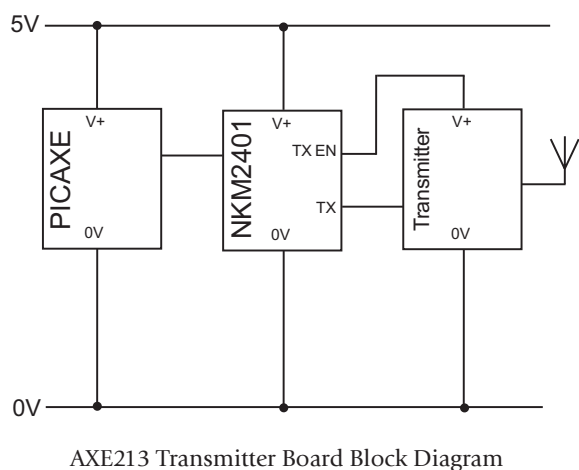 5V
V+
PICAXE
0V
V+
NKM2401
TX EN
TX
0V
V+
Transmitter
0V
0V
AXE213 Transmitter Board Block Diagram